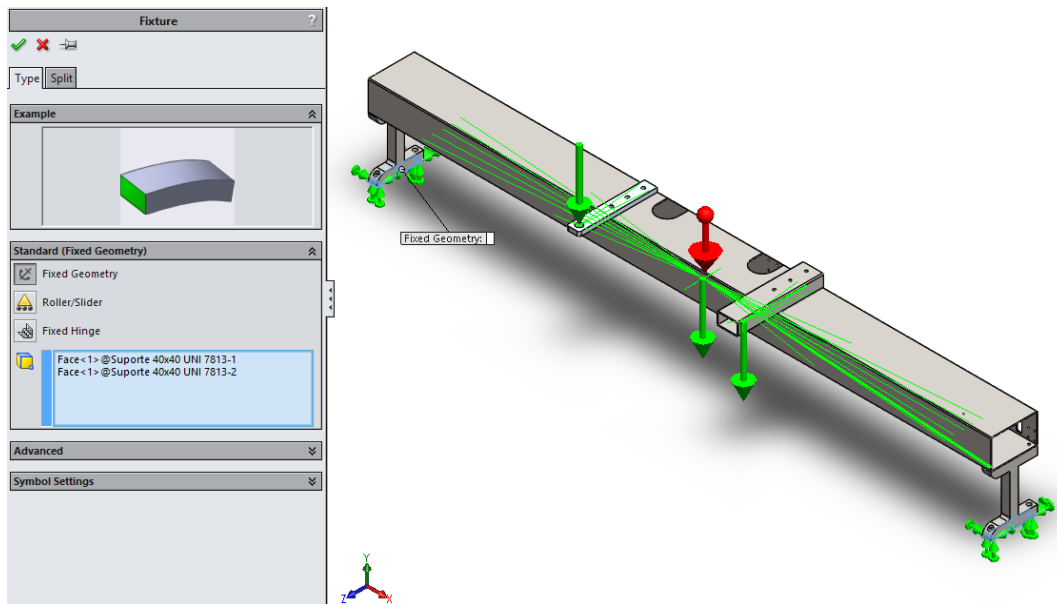 Fixture ?
Type Split
Example
Standard (Fixed Geometry)
Fixed Geometry
Roller/Slider
Fixed Hinge
Face<1>@Suporte 40x40 UNI 7813-1
Face<1>@Suporte 40x40 UNI 7813-2
Advanced
Symbol Settings
Fixed Geometry:
Y
Z X